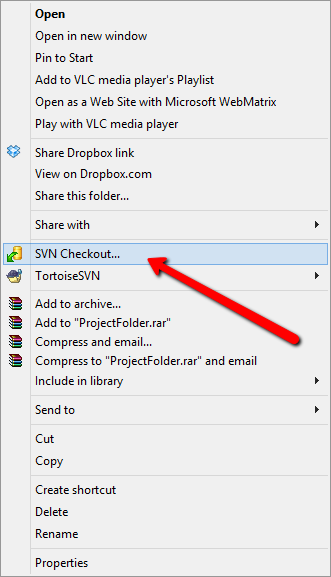 Open
Open in new window
Pin to Start
Add to VLC media player's Playlist
Open as a Web Site with Microsoft WebMatrix
Play with VLC media player
Share Dropbox link
View on Dropbox.com
Share this folder...
Share with
SVN Checkout...
TortoiseSVN
Add to archive...
Add to "ProjectFolder.rar"
Compress and email...
Compress to "ProjectFolder.rar" and email
Include in library
Send to
Cut
Copy
Create shortcut
Delete
Rename
Properties